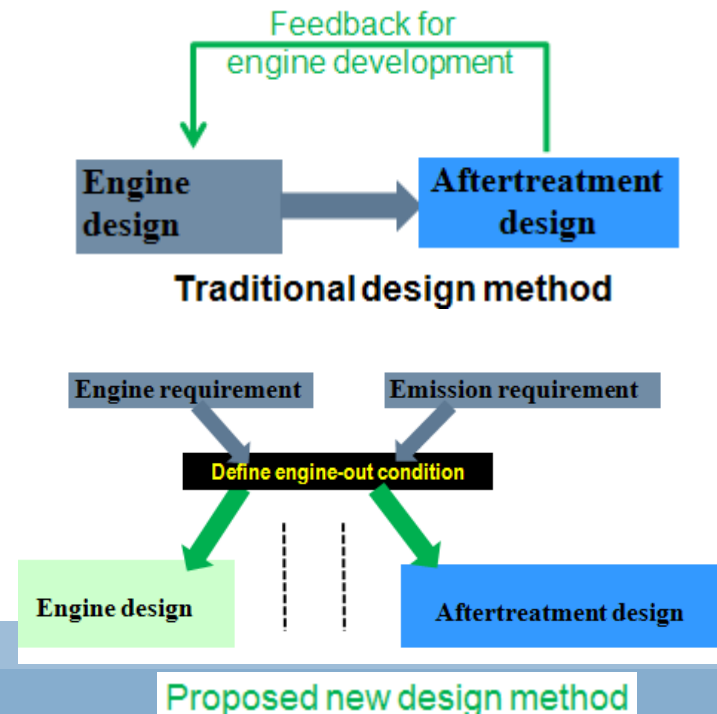 Feedback for
engine development
Engine
design
Aftertreatment
design
Traditional design method
Engine requirement
Emission requirement
Define engine-out condition
Engine design
Aftertreatment design
Proposed new design method